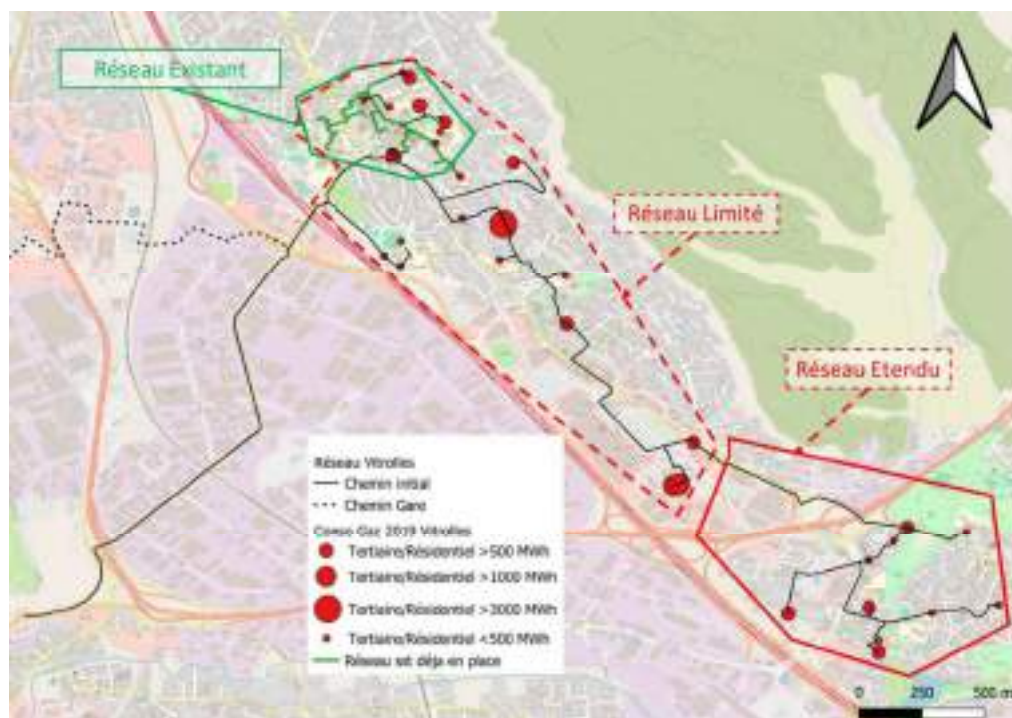 Réseau Existant
Réseau Limité
Réseau Etendu
Réseau Vitrolles
Chemin initial
Chemin Gare
Conso Gaz 2019 Vitrolles
Tertiaire/Résidentiel >500 MWh
Tertiaire/Résidentiel >1000 MWh
Tertiaire/Résidentiel >3000 MWh
Tertiaire/Résidentiel <500 MWh
Réseau st déja en place
0 250 500 m